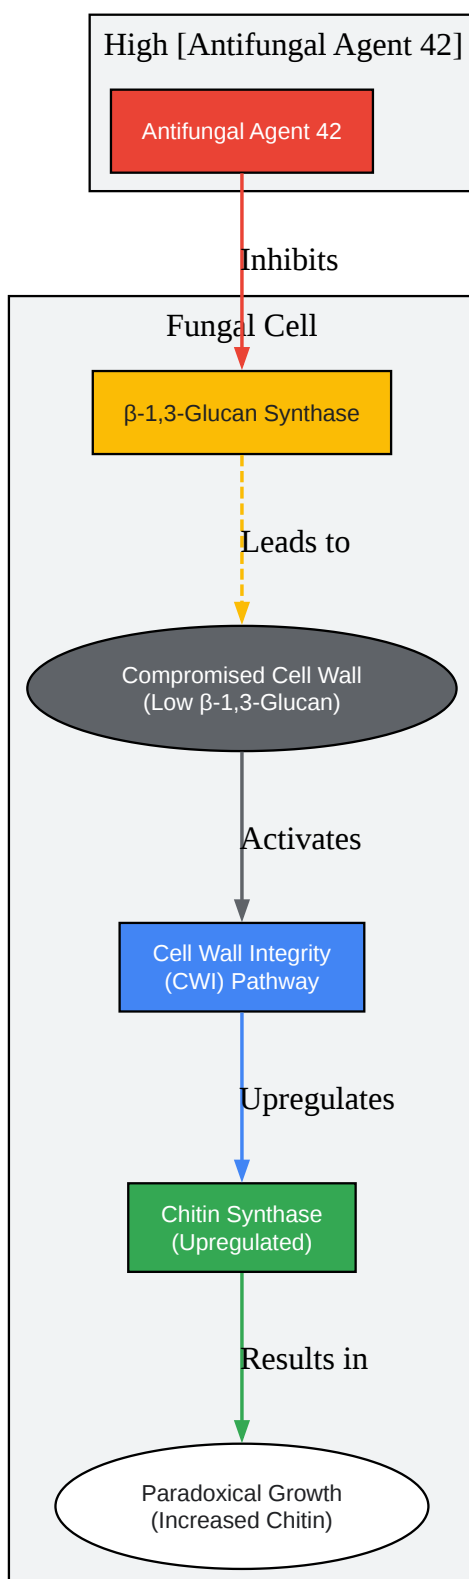 High [Antifungal Agent 42]
Antifungal Agent 42
Inhibits
Fungal Cell
β-1,3-Glucan Synthase
Leads to
Compromised Cell Wall
(Low β-1,3-Glucan)
Activates
Cell Wall Integrity
(CWI) Pathway
Upregulates
Chitin Synthase
(Upregulated)
Results in
Paradoxical Growth
(Increased Chitin)